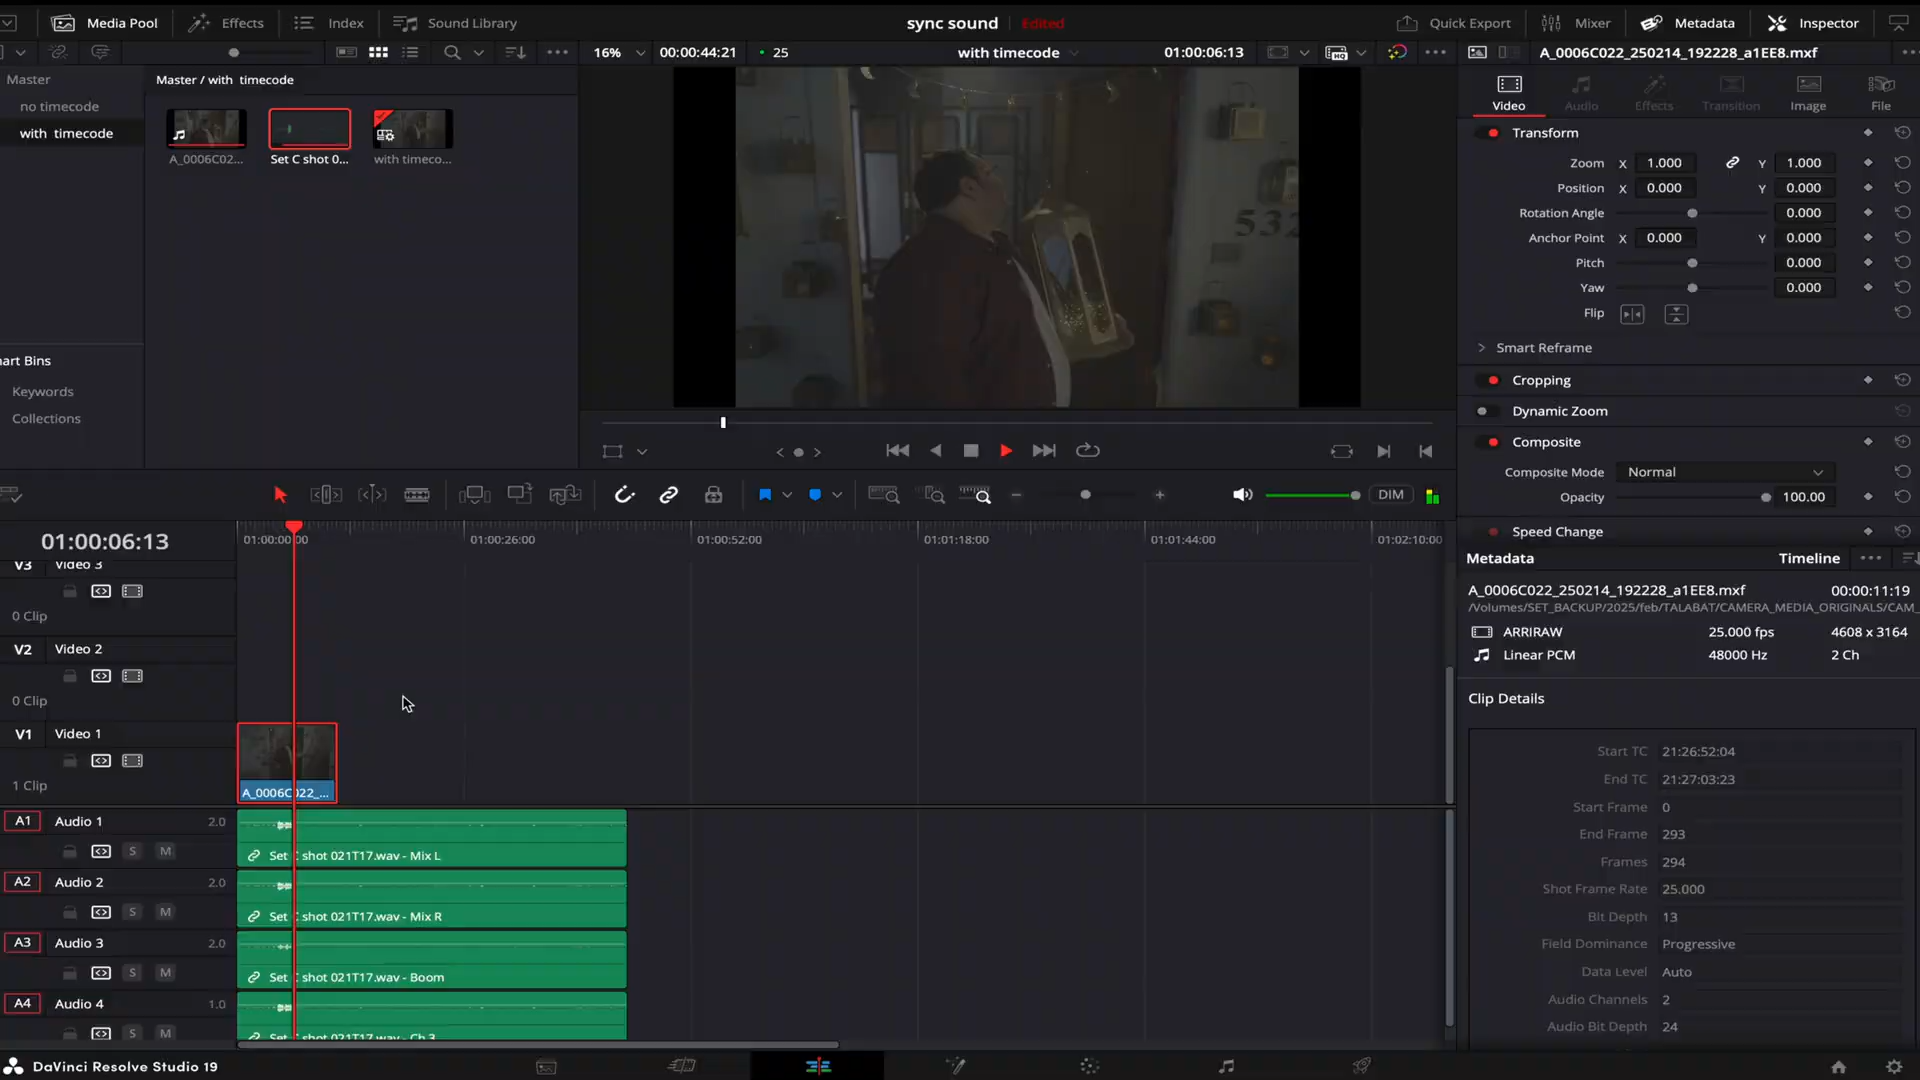 Media Pool
Effects
Index
Sound Library
sync sound
Edited
Quick Export
Mixer
Metadata
Inspector
16%
00:00:44:21
25
with timecode
01:00:06:13
A_0006C022_250214_192228_a1EE8.mxf
Master
no timecode
with timecode
Master / with timecode
A_0006C02...
Set C shot 0...
with timeco...
Keywords
Collections
532
Video
Audio
Effects
Transition
Image
File
Transform
Zoom X 1.000 Y 1.000
Position X 0.000 Y 0.000
Rotation Angle 0.000
Anchor Point X 0.000 Y 0.000
Pitch 0.000
Yaw 0.000
Flip
Smart Reframe
Cropping
Dynamic Zoom
Composite
Composite Mode Normal
Opacity 100.00
Speed Change
DIM
01:00:06:13
01:00:26:00
01:00:52:00
01:01:18:00
01:01:44:00
01:02:10:00
V3 Video 3
0 Clip
V2 Video 2
0 Clip
V1 Video 1
1 Clip
A_0006C022_...
A1 Audio 1 2.0
S M
Set C shot 021T17.wav - Mix L
A2 Audio 2 2.0
S M
Set C shot 021T17.wav - Mix R
A3 Audio 3 2.0
S M
Set C shot 021T17.wav - Boom
A4 Audio 4 1.0
S M
Set C shot 021T17.wav - Ch 3
Metadata
Timeline
A_0006C022_250214_192228_a1EE8.mxf 00:00:11:19
/Volumes/SET_BACKUP/2025/feb/TALABAT/CAMERA_MEDIA_ORIGINALS/CAM_
ARRIRAW 25.000 fps 4608 x 3164
Linear PCM 48000 Hz 2 Ch
Clip Details
Start TC 21:26:52:04
End TC 21:27:03:23
Start Frame 0
End Frame 293
Frames 294
Shot Frame Rate 25.000
Bit Depth 13
Field Dominance Progressive
Data Level Auto
Audio Channels 2
Audio Bit Depth 24
DaVinci Resolve Studio 19